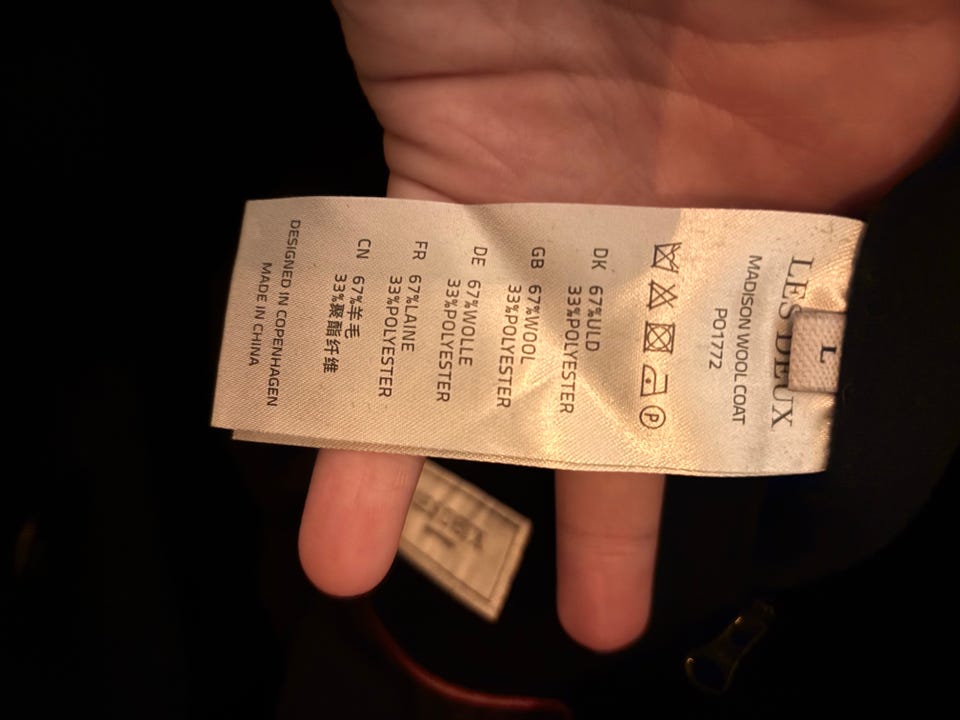 L
LES DEUX
MADISON WOOL COAT
PO1772
P
DK 67%ULD
33%POLYESTER
GB 67%WOOL
33%POLYESTER
DE 67%WOLLE
33%POLYESTER
FR 67%LAINE
33%POLYESTER
CN 67%羊毛
33%聚酯纤维
DESIGNED IN COPENHAGEN
MADE IN CHINA